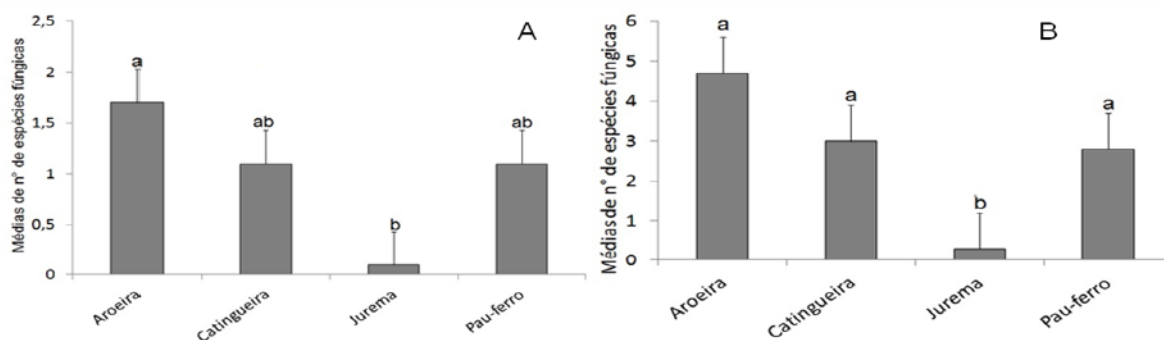 Médias de n° de espécies fúngicas
2,5
2
1,5
1
0,5
0
A
a
ab
b
ab
Aroeira
Catingueira
Jurema
Pau-ferro
Médias de n° de espécies fúngicas
6
5
4
3
2
1
0
B
a
a
b
a
Aroeira
Catingueira
Jurema
Pau-ferro